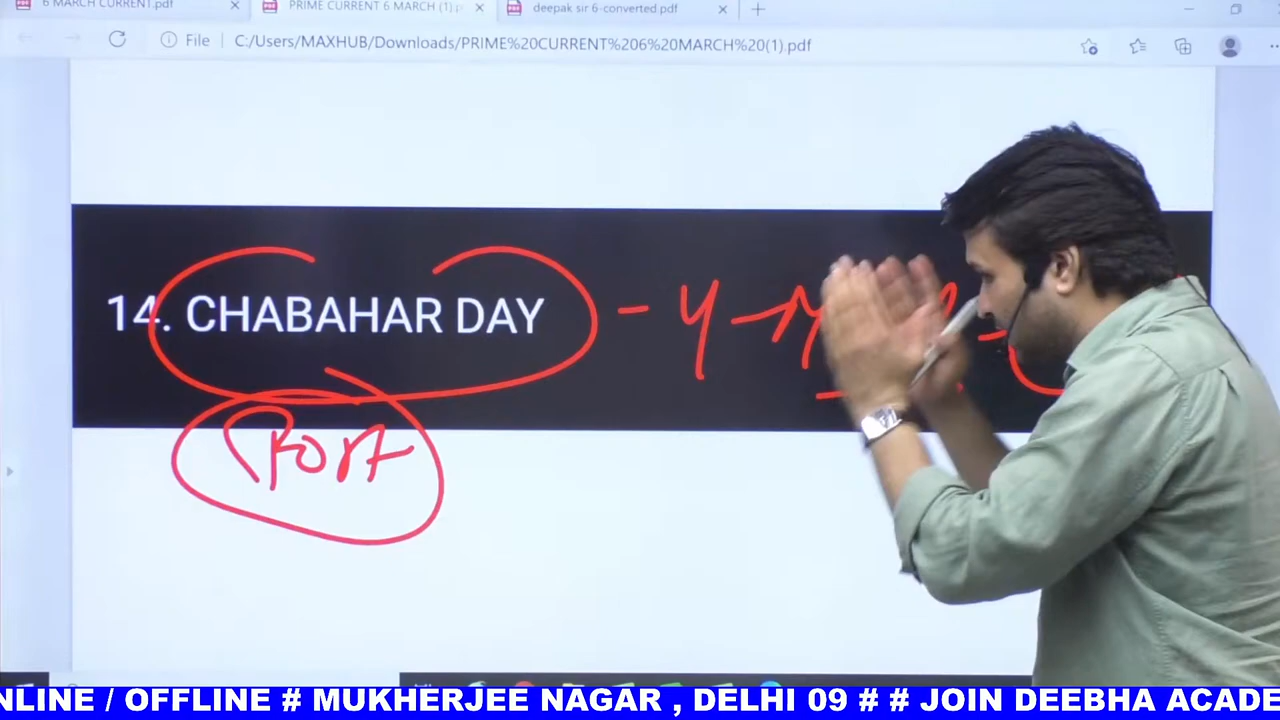 6 MARCH CURRENT.pdf
PRIME CURRENT 6 MARCH (1).p
deepak sir 6-converted.pdf
File
C:/Users/MAXHUB/Downloads/PRIME%20CURRENT%206%20MARCH%20(1).pdf
14. CHABAHAR DAY - 4
Port
NLINE / OFFLINE # MUKHERJEE NAGAR , DELHI 09 # # JOIN DEEBHA ACADE